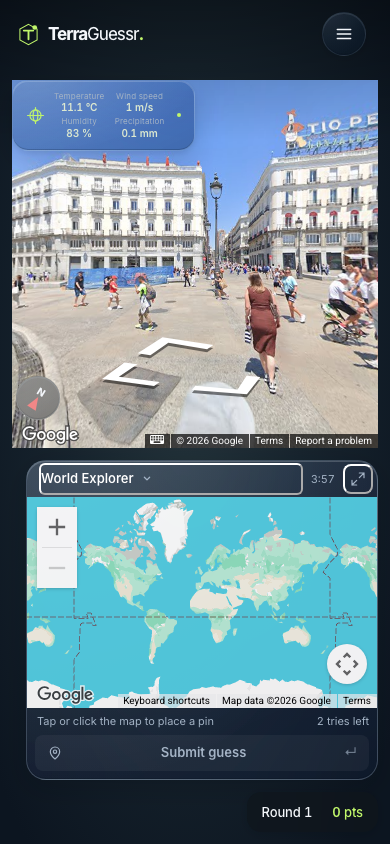 TerraGuessr.
Temperature
11.1 °C
Wind speed
1 m/s
Humidity
83 %
Precipitation
0.1 mm
TIO PE
N
Google
© 2026 Google
Terms
Report a problem
World Explorer
3:57
Google
Keyboard shortcuts
Map data ©2026 Google
Terms
Tap or click the map to place a pin
2 tries left
Submit guess
Round 1
0 pts